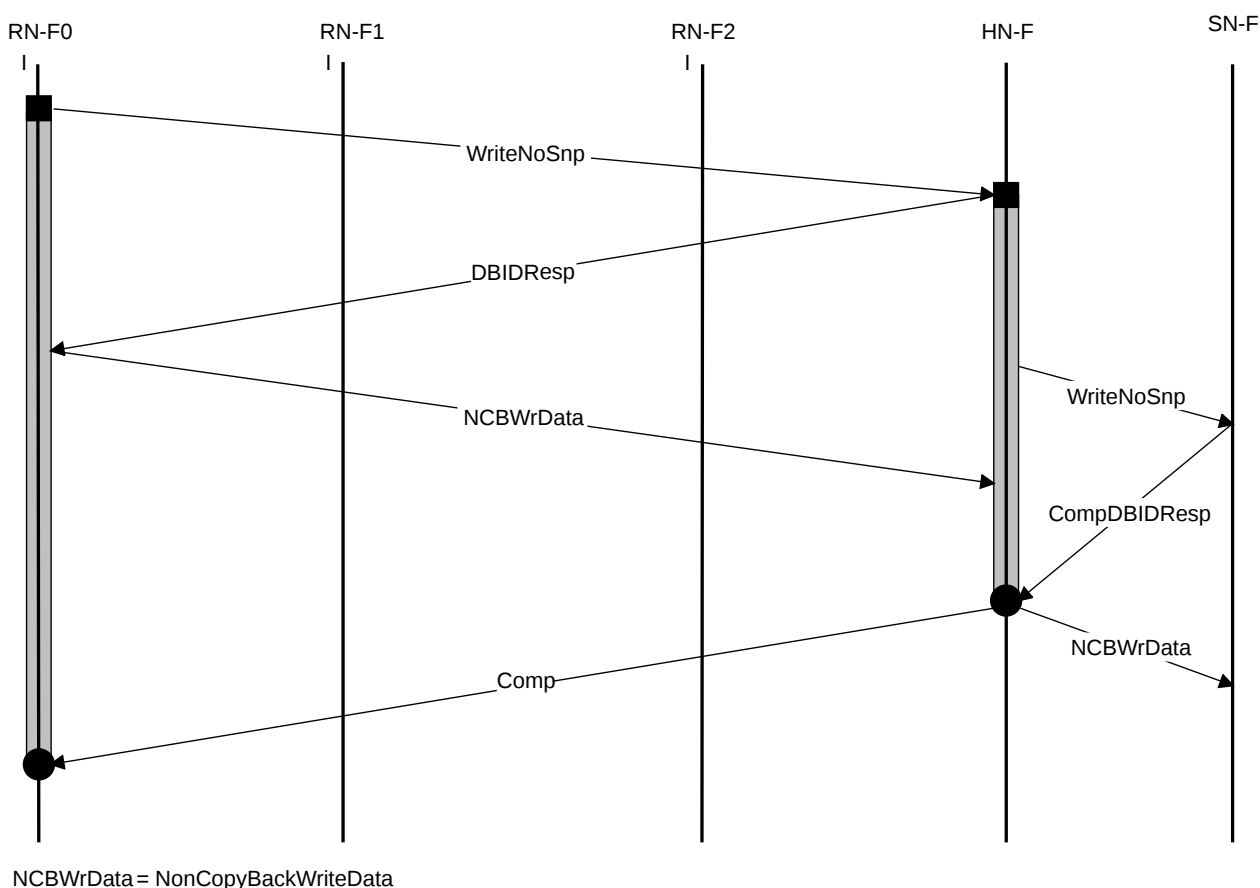 RN-F0
RN-F1
RN-F2
HN-F
SN-F
I
I
I
WriteNoSnp
DBIDResp
WriteNoSnp
NCBWrData
CompDBIDResp
NCBWrData
Comp
NCBWrData = NonCopyBackWriteData